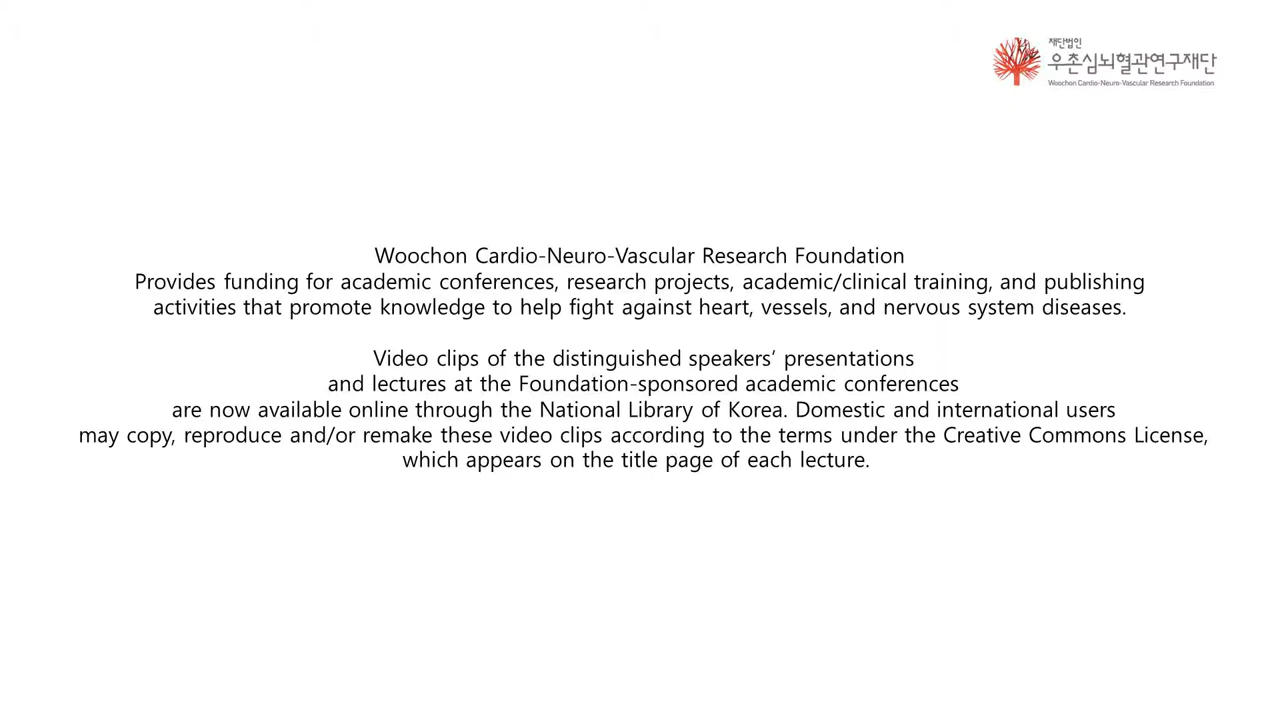 재단법인
우촌심뇌혈관연구재단
Woochon Cardio-Neuro-Vascular Research Foundation
Woochon Cardio-Neuro-Vascular Research Foundation
Provides funding for academic conferences, research projects, academic/clinical training, and publishing
activities that promote knowledge to help fight against heart, vessels, and nervous system diseases.
Video clips of the distinguished speakers’ presentations
and lectures at the Foundation-sponsored academic conferences
are now available online through the National Library of Korea. Domestic and international users
may copy, reproduce and/or remake these video clips according to the terms under the Creative Commons License,
which appears on the title page of each lecture.